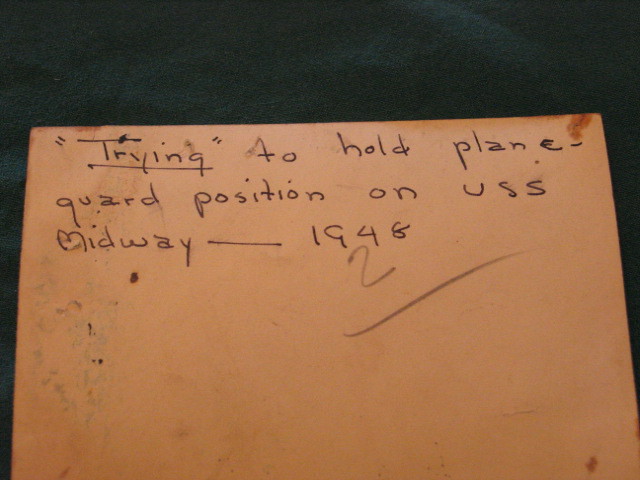 "Trying" to hold plane-
guard position on USS
Midway — 1948
2